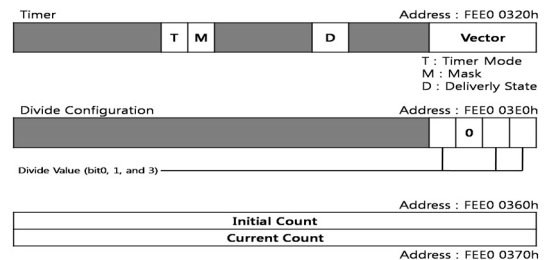 Timer Address : FEE0 0320h
T M D Vector
T : Timer Mode
M : Mask
D : Deliverly State
Divide Configuration Address : FEE0 03E0h
0
Divide Value (bit0, 1, and 3)
Address : FEE0 0360h
Initial Count
Current Count
Address : FEE0 0370h